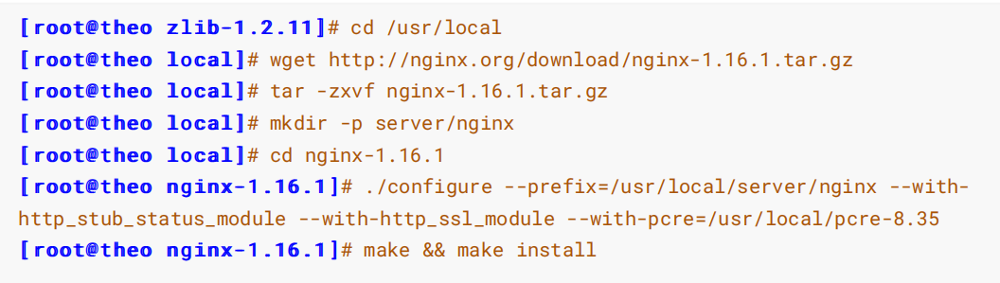 [root@theo zlib-1.2.11]# cd /usr/local
[root@theo local]# wget http://nginx.org/download/nginx-1.16.1.tar.gz
[root@theo local]# tar -zxvf nginx-1.16.1.tar.gz
[root@theo local]# mkdir -p server/nginx
[root@theo local]# cd nginx-1.16.1
[root@theo nginx-1.16.1]# ./configure --prefix=/usr/local/server/nginx --with-
http_stub_status_module --with-http_ssl_module --with-pcre=/usr/local/pcre-8.35
[root@theo nginx-1.16.1]# make && make install